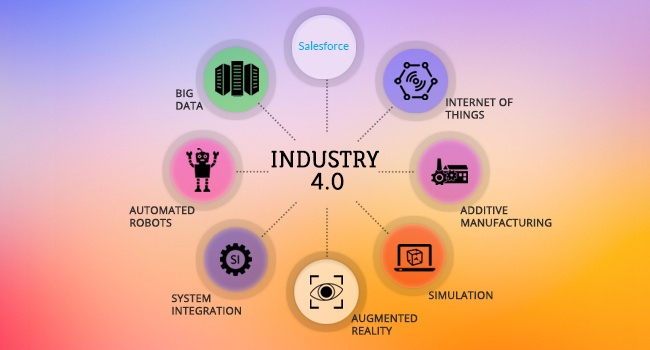 Salesforce
BIG
DATA
INTERNET OF
THINGS
INDUSTRY
4.0
AUTOMATED
ROBOTS
ADDITIVE
MANUFACTURING
SI
SYSTEM
INTEGRATION
SIMULATION
AUGMENTED
REALITY